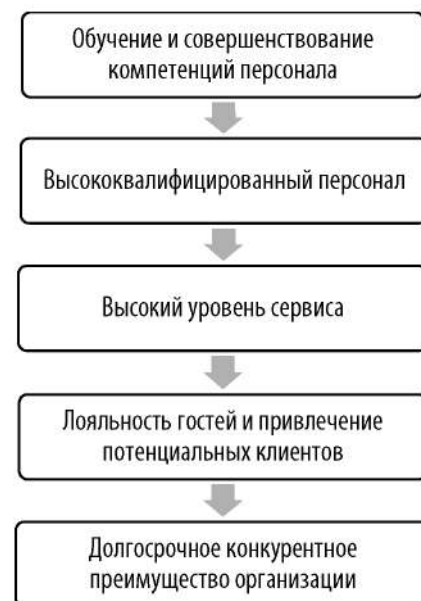 Обучение и совершенствование
компетенций персонала
Высококвалифицированный персонал
Высокий уровень сервиса
Лояльность гостей и привлечение
потенциальных клиентов
Долгосрочное конкурентное
преимущество организации